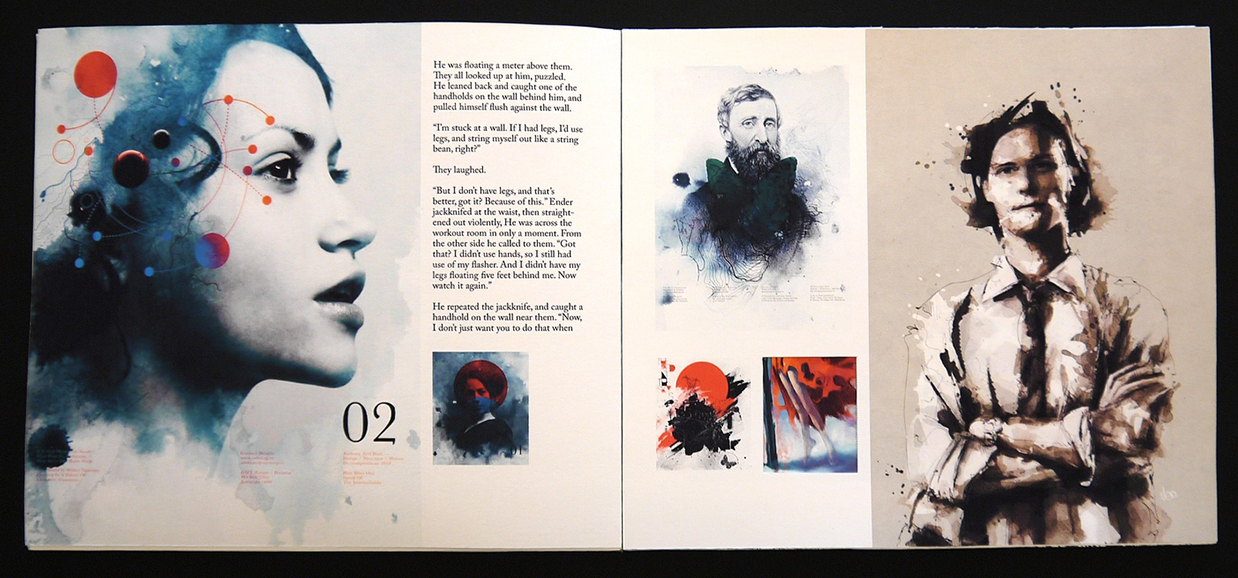 He was floating a meter above them.
They all looked up at him, puzzled.
He leaned back and caught one of the
handholds on the wall behind him, and
pulled himself flush against the wall.
“I’m stuck at a wall. If I had legs, I’d use
legs, and string myself out like a string
bean, right?”
They laughed.
“But I don’t have legs, and that’s
better, got it? Because of this.” Ender
jackknifed at the waist, then straight-
ened out violently, He was across the
workout room in only a moment. From
the other side he called to them. “Got
that? I didn’t use hands, so I still had
use of my flasher. And I didn’t have my
legs floating five feet behind me. Now
watch it again.”
He repeated the jackknife, and caught a
handhold on the wall near them. “Now,
I don’t just want you to do that when
02